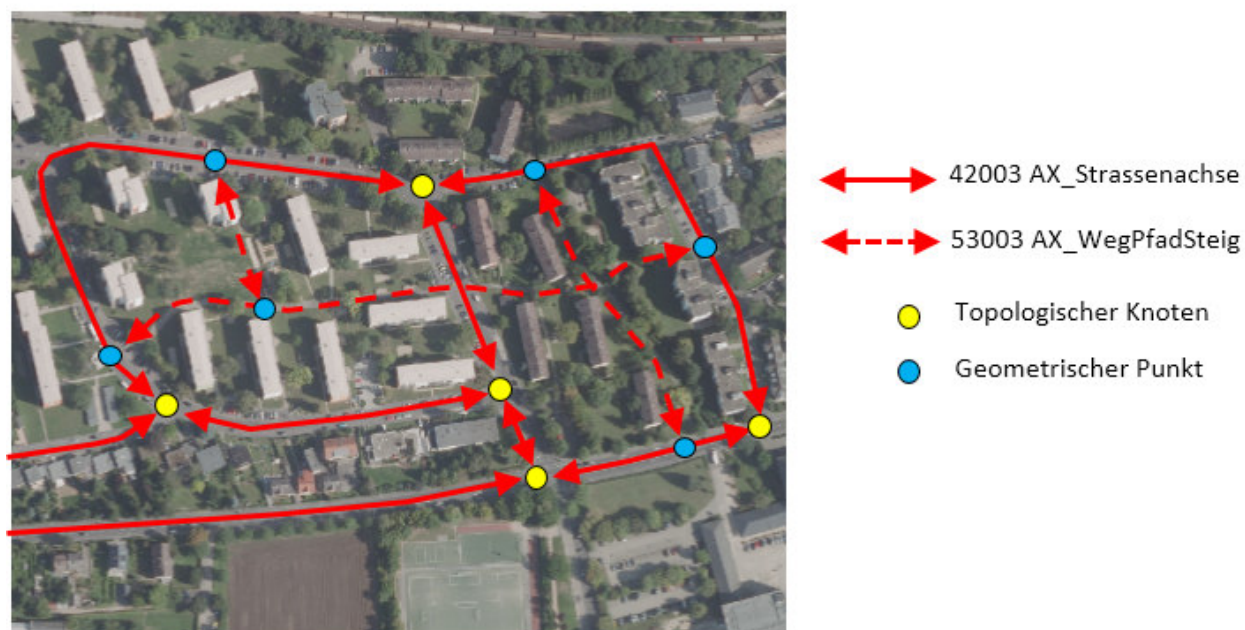 42003 AX_Strassenachse
53003 AX_WegPfadSteig
Topologischer Knoten
Geometrischer Punkt